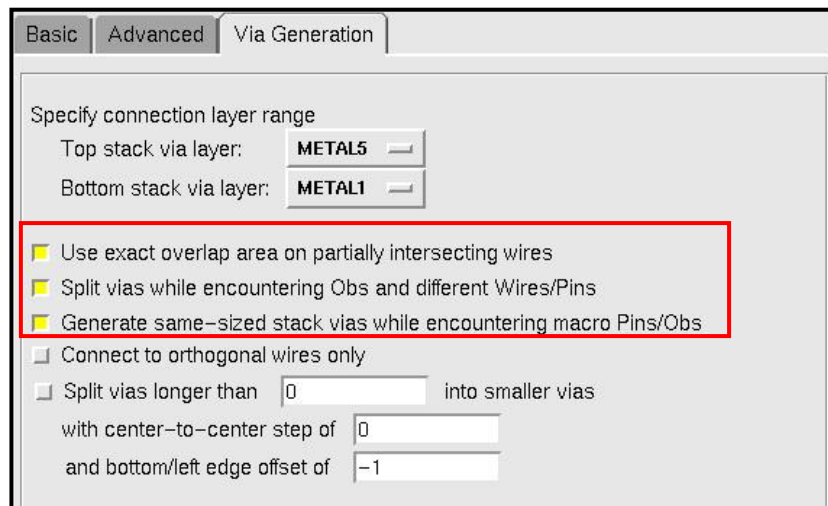 Basic Advanced Via Generation
Specify connection layer range
Top stack via layer: METAL5
Bottom stack via layer: METAL1
Use exact overlap area on partially intersecting wires
Split vias while encountering Obs and different Wires/Pins
Generate same-sized stack vias while encountering macro Pins/Obs
Connect to orthogonal wires only
Split vias longer than 0 into smaller vias
with center-to-center step of 0
and bottom/left edge offset of -1